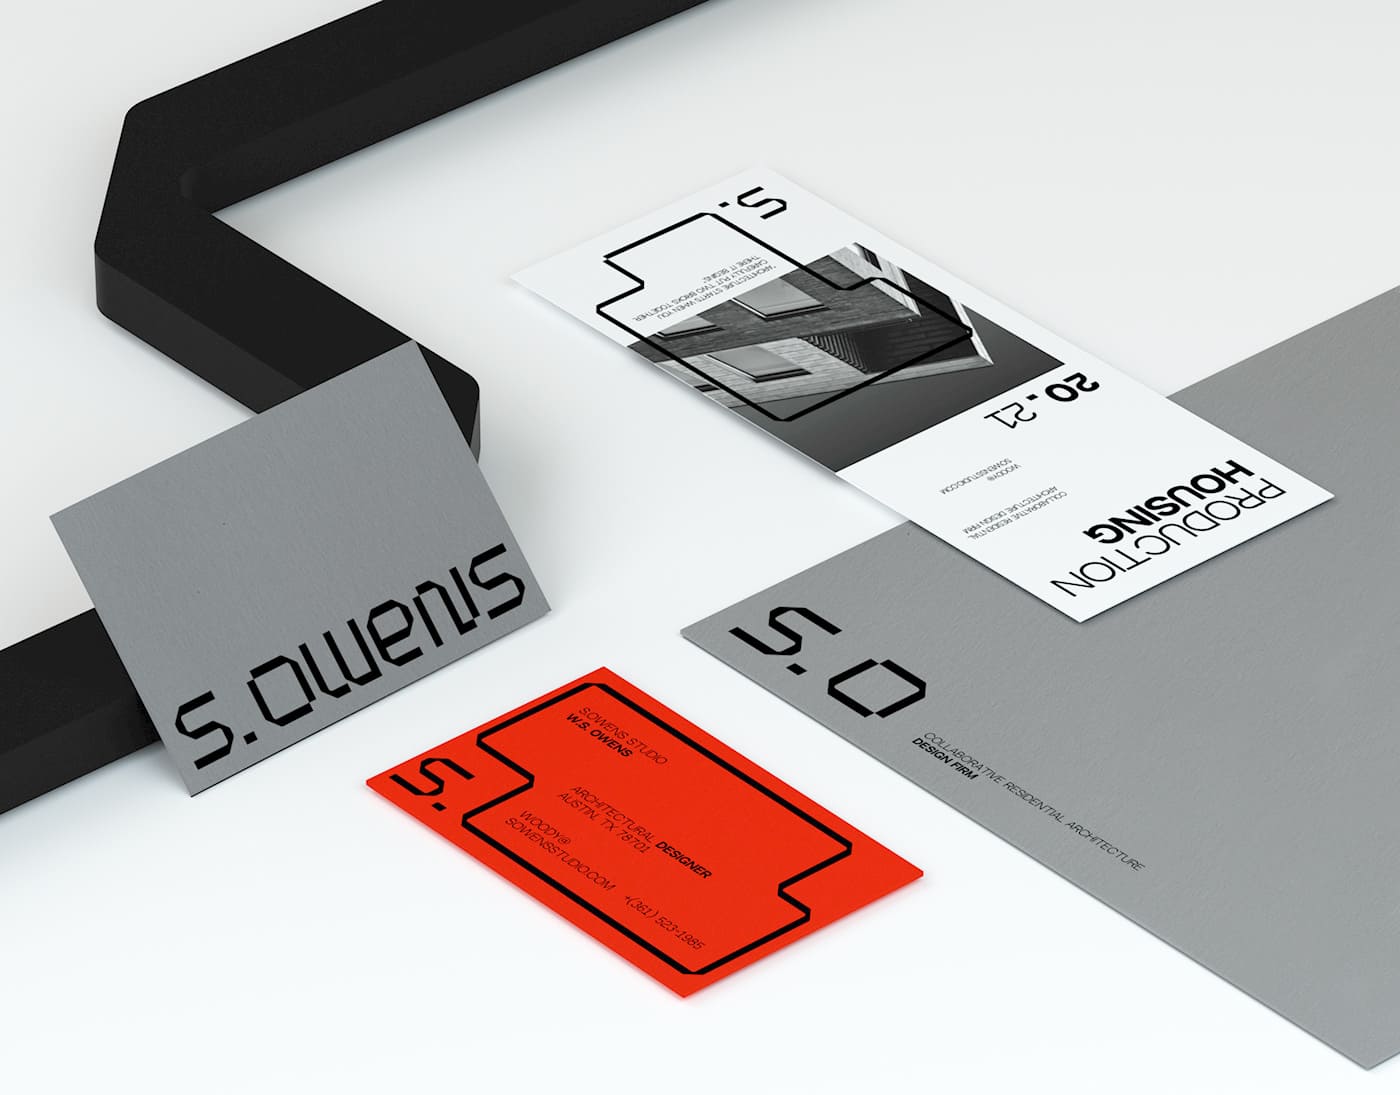 S.
"ARCHITECTURE STARTS WHEN YOU
CAREFULLY PUT TWO BRICKS TOGETHER.
THERE IT BEGINS."
20.21
WOODY@
SOWENSSTUDIO.COM
COLLABORATIVE RESIDENTIAL
ARCHITECTURE DESIGN FIRM
PRODUCTION
HOUSING
S.OWENS
S.O
COLLABORATIVE RESIDENTIAL ARCHITECTURE
DESIGN FIRM
S.
S.OWENS STUDIO
W.S. OWENS
ARCHITECTURAL DESIGNER
AUSTIN, TX 78701
WOODY@
SOWENSSTUDIO.COM
+(361) 523-1985